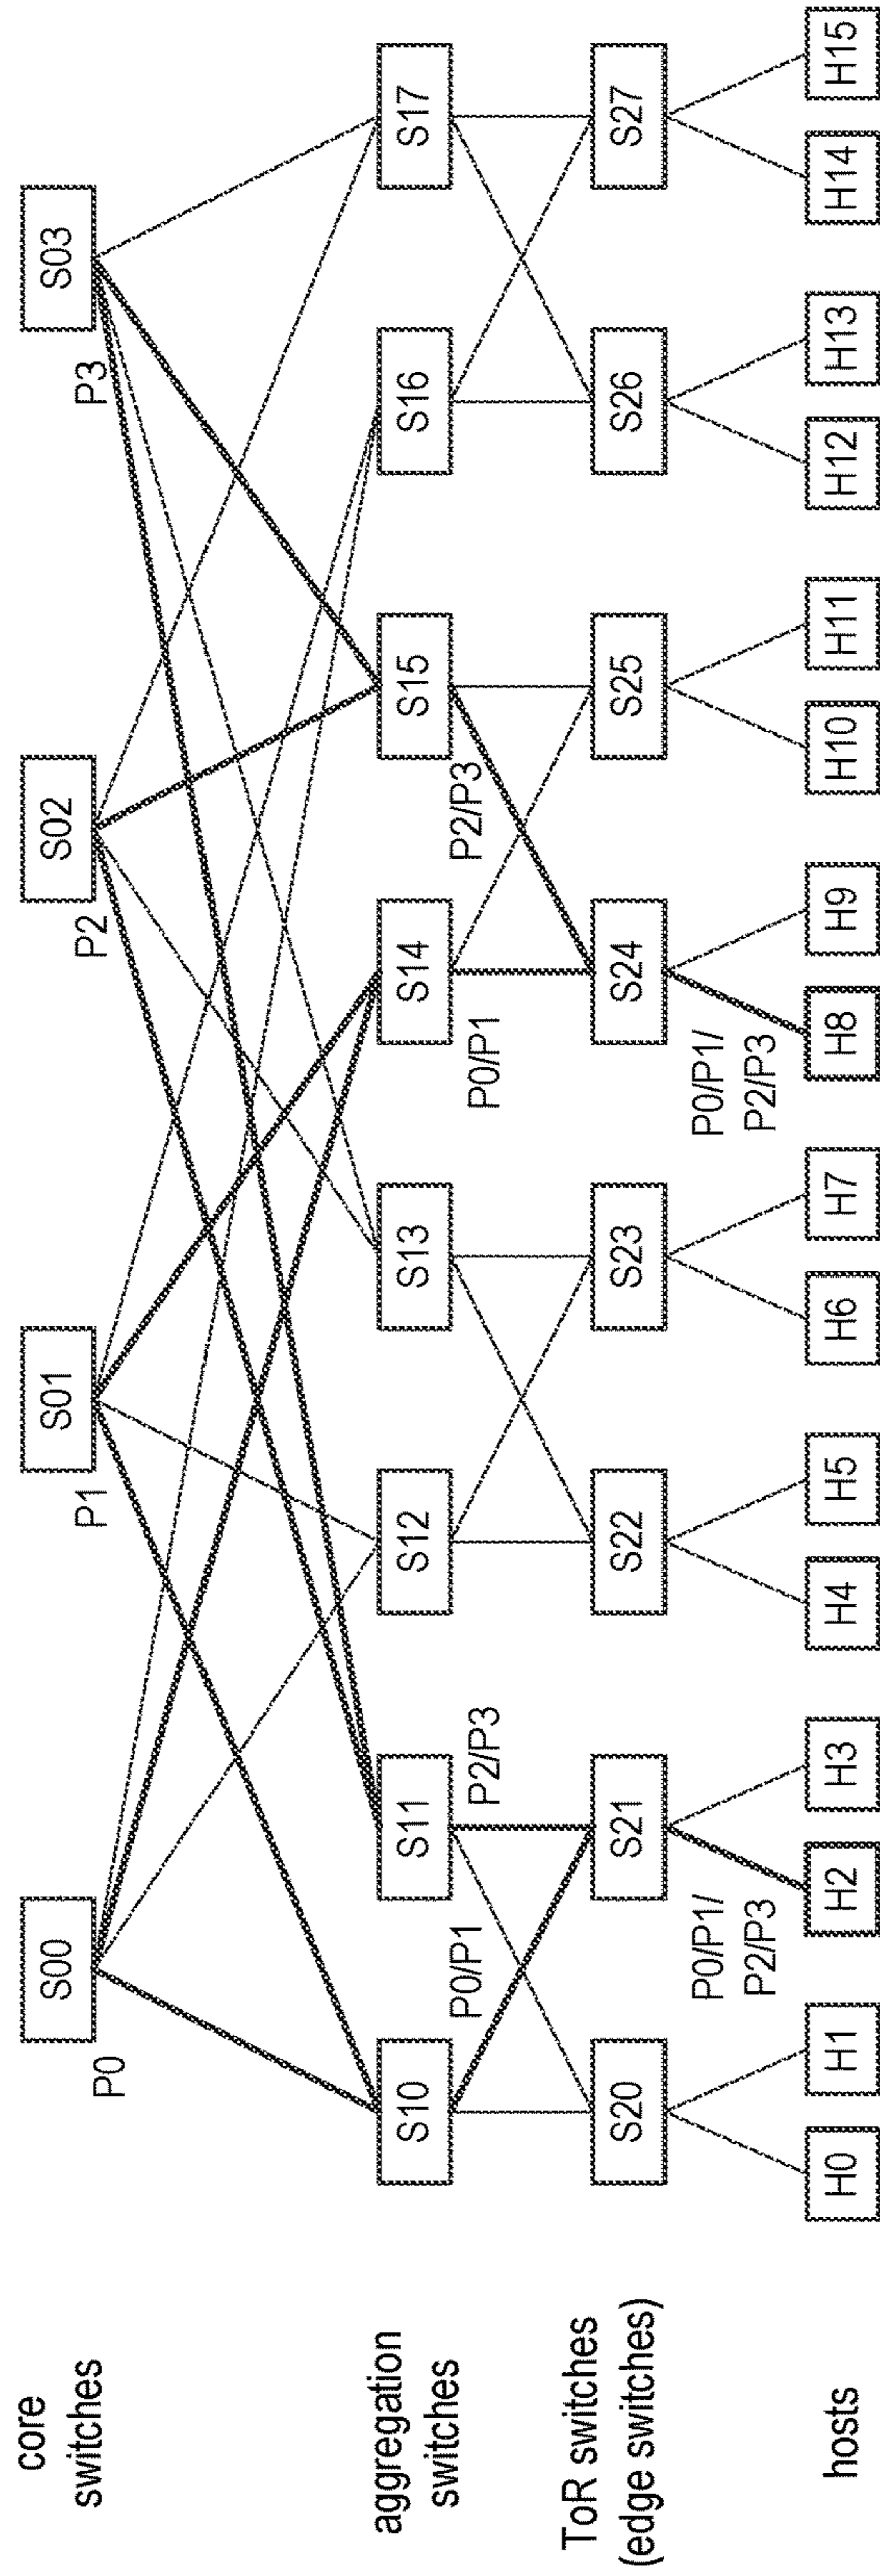 core
switches
S00
S01
S02
S03
P0
P1
P2
P3
aggregation
switches
S10
S11
S12
S13
S14
S15
S16
S17
P0/P1
P2/P3
P0/P1
P2/P3
ToR switches
(edge switches)
S20
S21
S22
S23
S24
S25
S26
S27
P0/P1/
P2/P3
P0/P1/
P2/P3
hosts
H0
H1
H2
H3
H4
H5
H6
H7
H8
H9
H10
H11
H12
H13
H14
H15